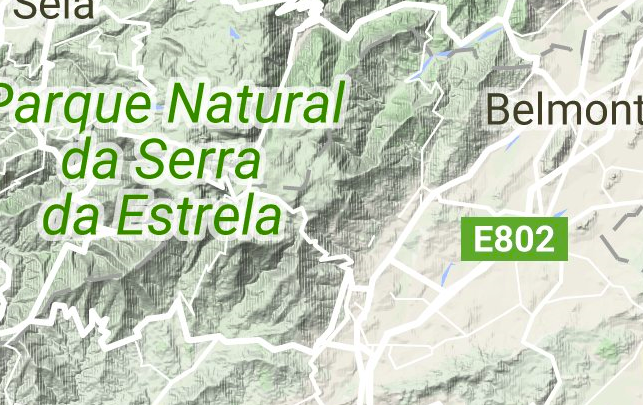 Seia
Parque Natural
da Serra
da Estrela
Belmont
E802